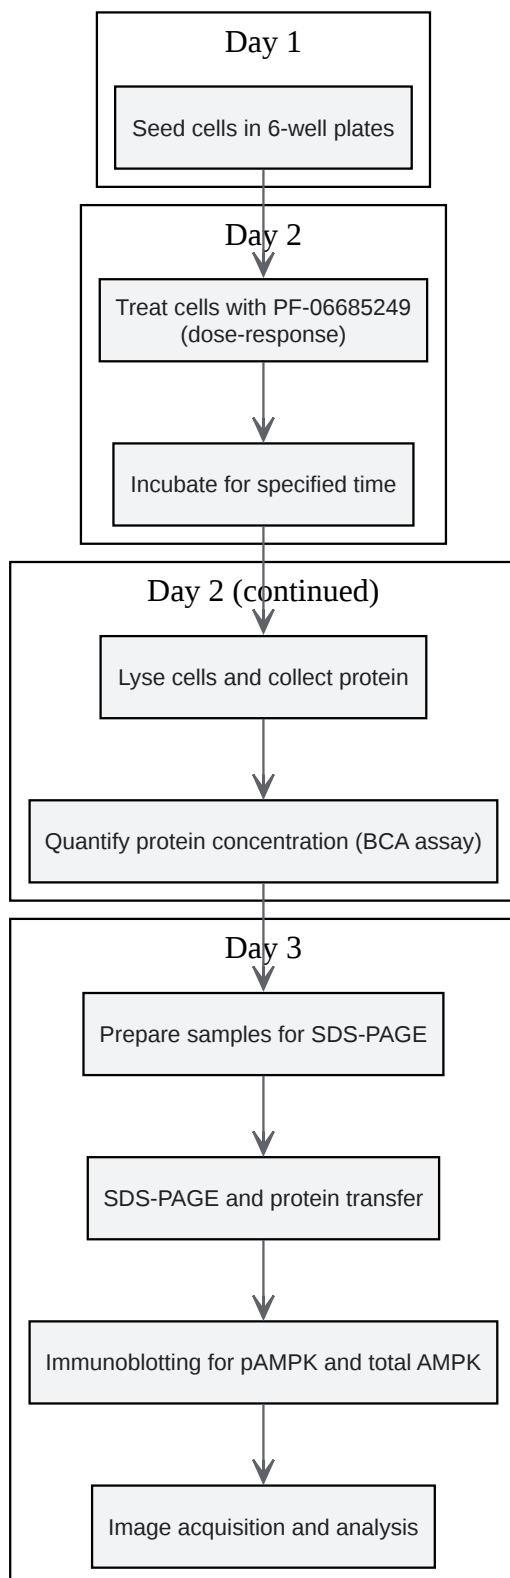 Day 1
Seed cells in 6-well plates
Day 2
Treat cells with PF-06685249
(dose-response)
Incubate for specified time
Day 2 (continued)
Lyse cells and collect protein
Quantify protein concentration (BCA assay)
Day 3
Prepare samples for SDS-PAGE
SDS-PAGE and protein transfer
Immunoblotting for pAMPK and total AMPK
Image acquisition and analysis